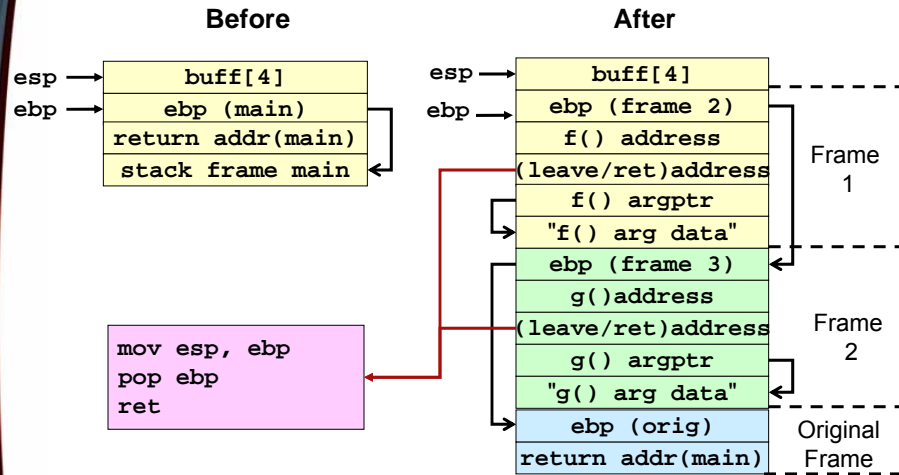 Before
esp
buff[4]
ebp
ebp (main)
return addr(main)
stack frame main
mov esp, ebp
pop ebp
ret
After
esp
buff[4]
ebp
ebp (frame 2)
f() address
(leave/ret)address
f() argptr
"f() arg data"
Frame
1
ebp (frame 3)
g()address
(leave/ret)address
g() argptr
"g() arg data"
Frame
2
ebp (orig)
return addr(main)
Original
Frame